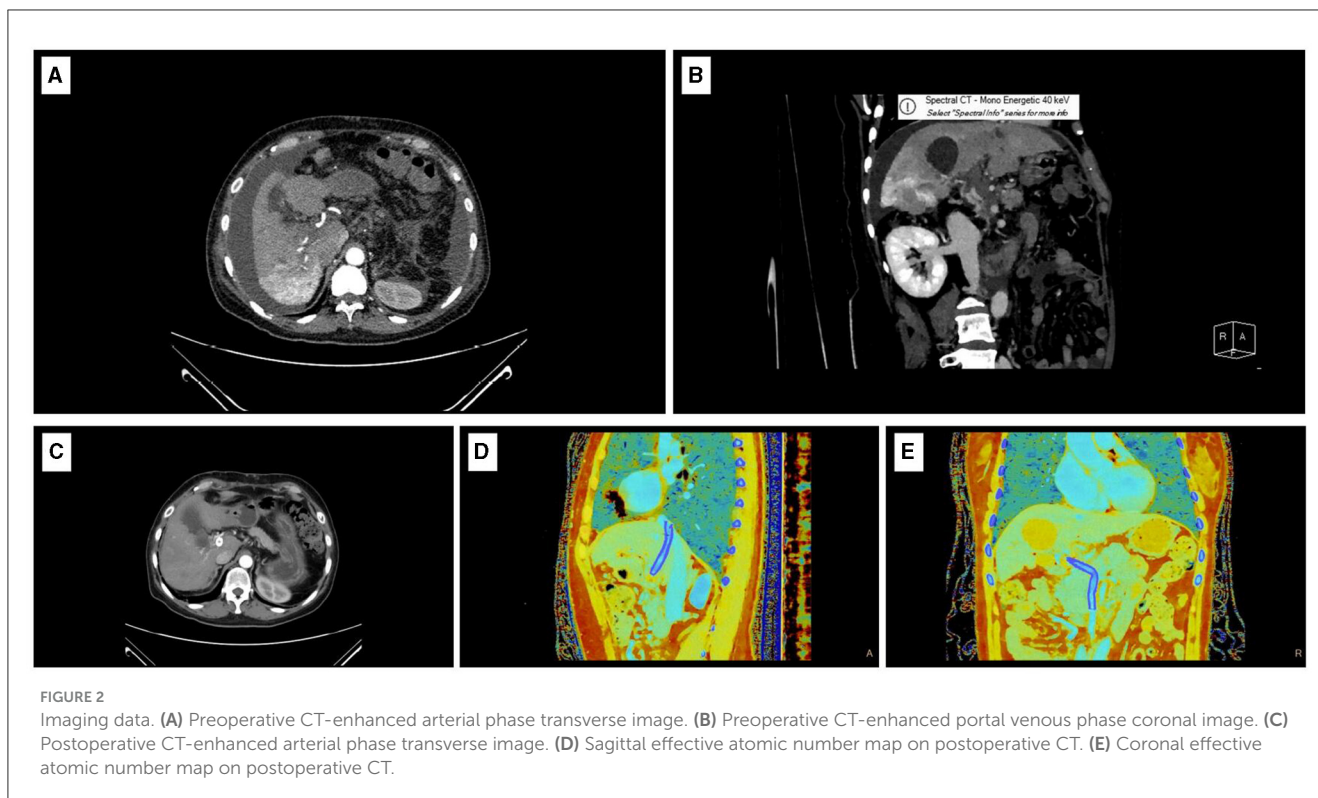 A
B
Spectral CT - Mono Energetic 40 keV
Select "Spectral Info" series for more info
R A
F
C
D
E
A
R
FIGURE 2
Imaging data. (A) Preoperative CT-enhanced arterial phase transverse image. (B) Preoperative CT-enhanced portal venous phase coronal image. (C)
Postoperative CT-enhanced arterial phase transverse image. (D) Sagittal effective atomic number map on postoperative CT. (E) Coronal effective
atomic number map on postoperative CT.